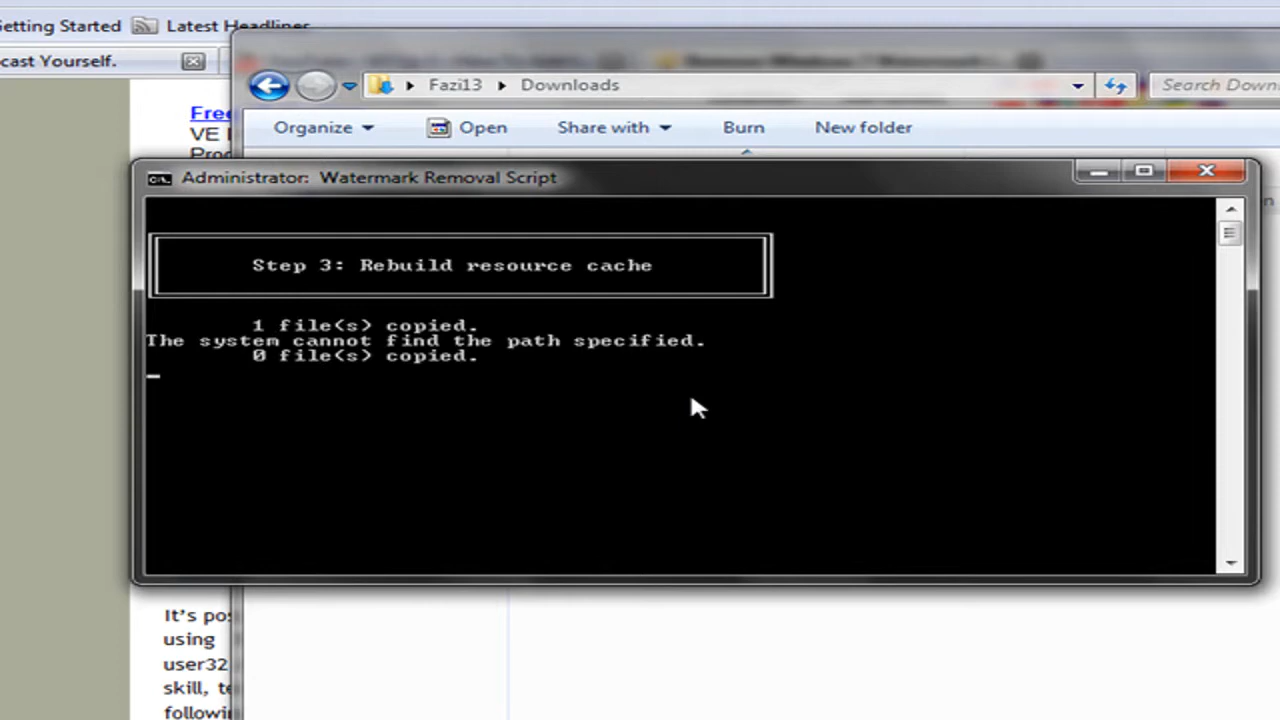 Getting Started Latest Headlines
cast Yourself.
Fazi13 Downloads Search Down
Free
VE
Organize Open Share with Burn New folder
Administrator: Watermark Removal Script
Step 3: Rebuild resource cache
1 file(s) copied.
The system cannot find the path specified.
0 file(s) copied.
It's pos
using
user32
skill, te
followin